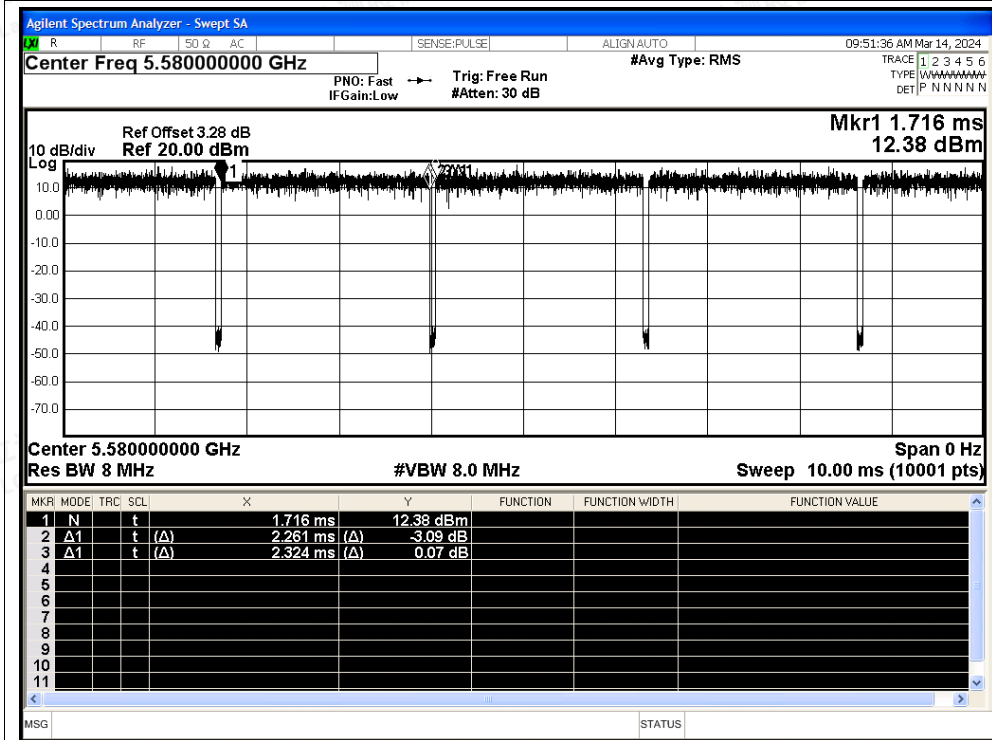 Agilent Spectrum Analyzer - Swept SA
LXI R RF 50 Ω AC SENSE:PULSE ALIGN AUTO 09:51:36 AM Mar 14, 2024
Center Freq 5.580000000 GHz #Avg Type: RMS TRACE 1 2 3 4 5 6
PNO: Fast Trig: Free Run TYPE WWWWWW
IFGain:Low #Atten: 30 dB DET P N N N N N
Mkr1 1.716 ms
Ref Offset 3.28 dB
10 dB/div Ref 20.00 dBm 12.38 dBm
Log
1
10.0
0.00
-10.0
-20.0
-30.0
-40.0
-50.0
-60.0
-70.0
Center 5.580000000 GHz Span 0 Hz
Res BW 8 MHz #VBW 8.0 MHz Sweep 10.00 ms (10001 pts)
MKR MODE TRC SCL X Y FUNCTION FUNCTION WIDTH FUNCTION VALUE
1 N t 1.716 ms 12.38 dBm
2 Δ1 t (Δ) 2.261 ms (Δ) -3.09 dB
3 Δ1 t (Δ) 2.324 ms (Δ) 0.07 dB
4
5
6
7
8
9
10
11
MSG STATUS